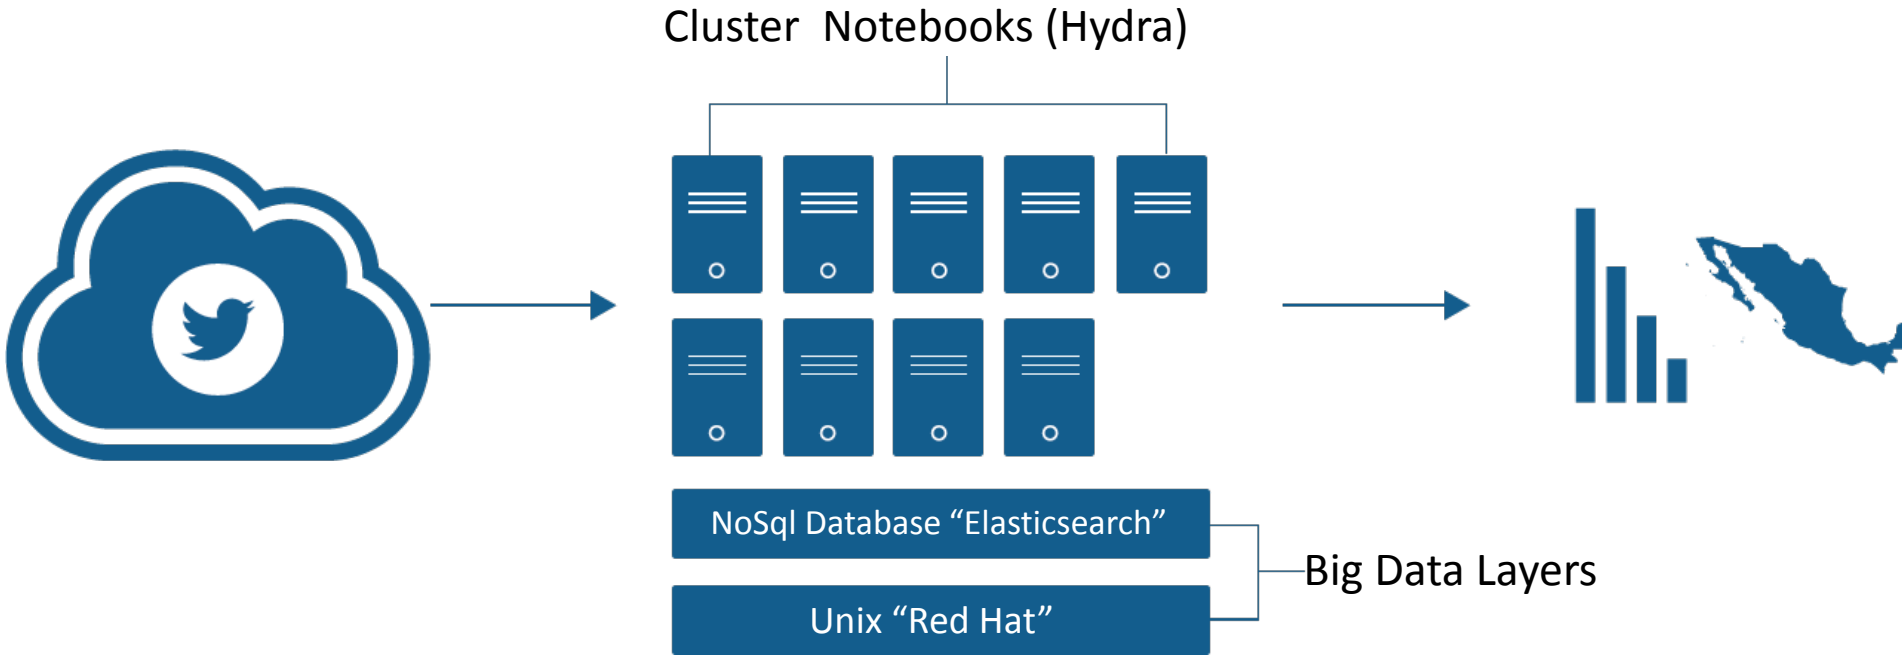 Cluster  Notebooks (Hydra)
NoSql Database “Elasticsearch”
Big Data Layers
Unix “Red Hat”